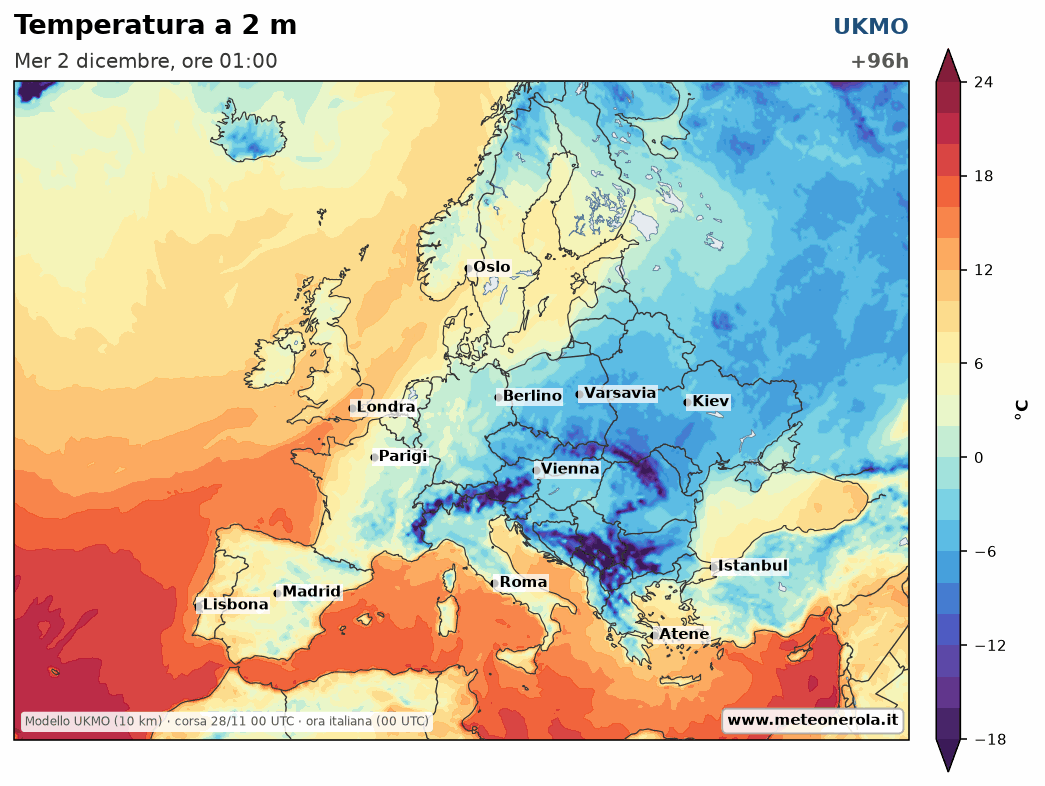 Temperatura a 2 m
UKMO
Mer 2 dicembre, ore 01:00
+96h
24
18
12
6
0
−6
−12
−18
°C
Oslo
Londra
Berlino
Varsavia
Kiev
Parigi
Vienna
Istanbul
Roma
Madrid
Lisbona
Atene
Modello UKMO (10 km) · corsa 28/11 00 UTC · ora italiana (00 UTC)
www.meteonerola.it